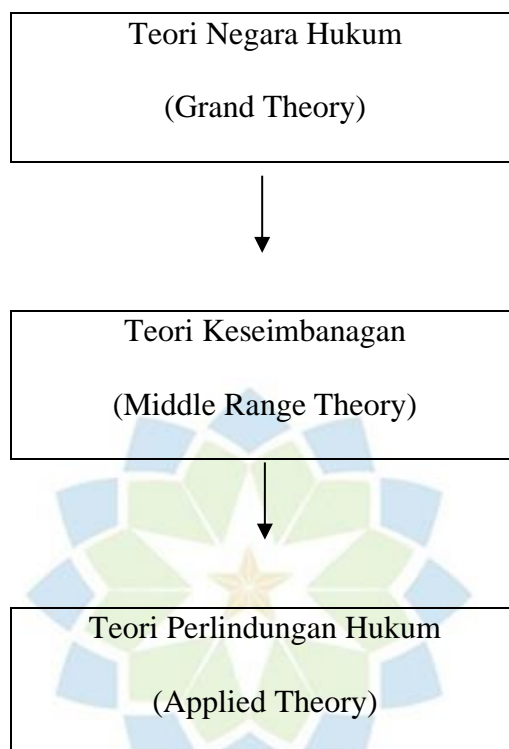 Teori Negara Hukum
(Grand Theory)
Teori Keseimbanagan
(Middle Range Theory)
Teori Perlindungan Hukum
(Applied Theory)